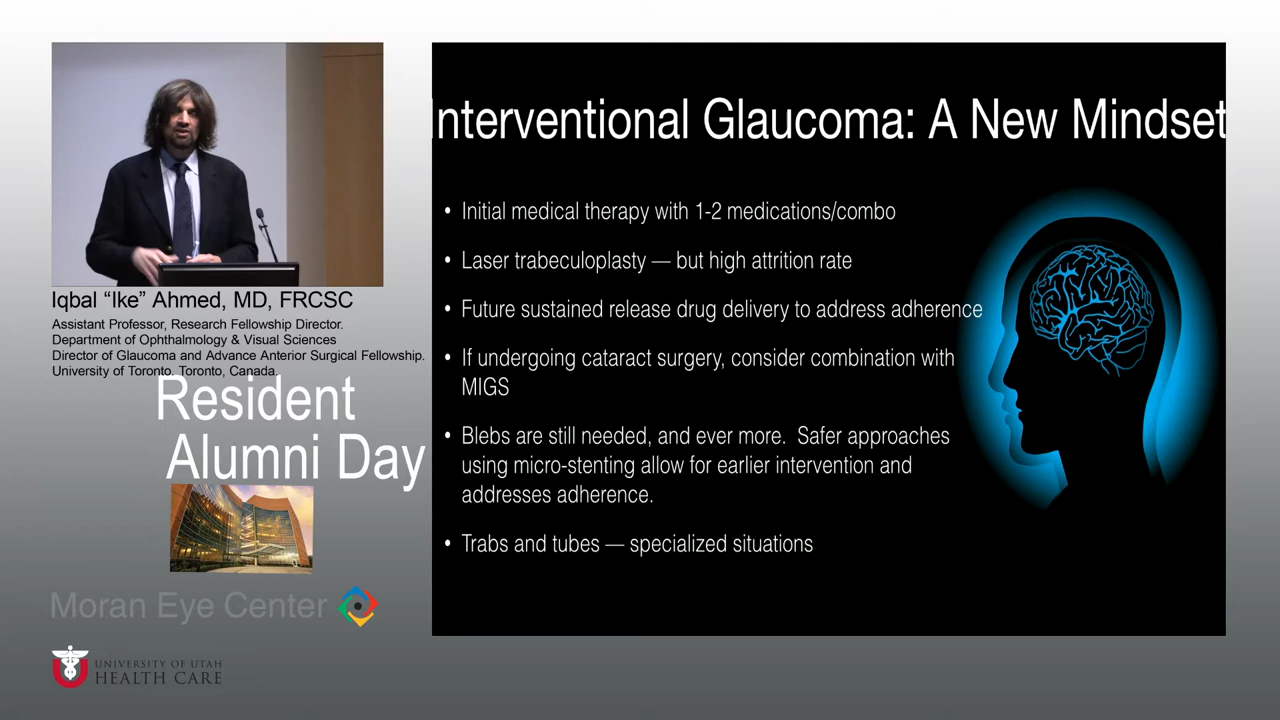 Interventional Glaucoma: A New Mindset
• Initial medical therapy with 1-2 medications/combo
• Laser trabeculoplasty — but high attrition rate
• Future sustained release drug delivery to address adherence
• If undergoing cataract surgery, consider combination with
MIGS
• Blebs are still needed, and ever more. Safer approaches
using micro-stenting allow for earlier intervention and
addresses adherence.
• Trabs and tubes — specialized situations
Iqbal “Ike” Ahmed, MD, FRCSC
Assistant Professor, Research Fellowship Director.
Department of Ophthalmology & Visual Sciences
Director of Glaucoma and Advance Anterior Surgical Fellowship.
University of Toronto. Toronto, Canada.
Resident
Alumni Day
Moran Eye Center
U
UNIVERSITY OF UTAH
HEALTH CARE